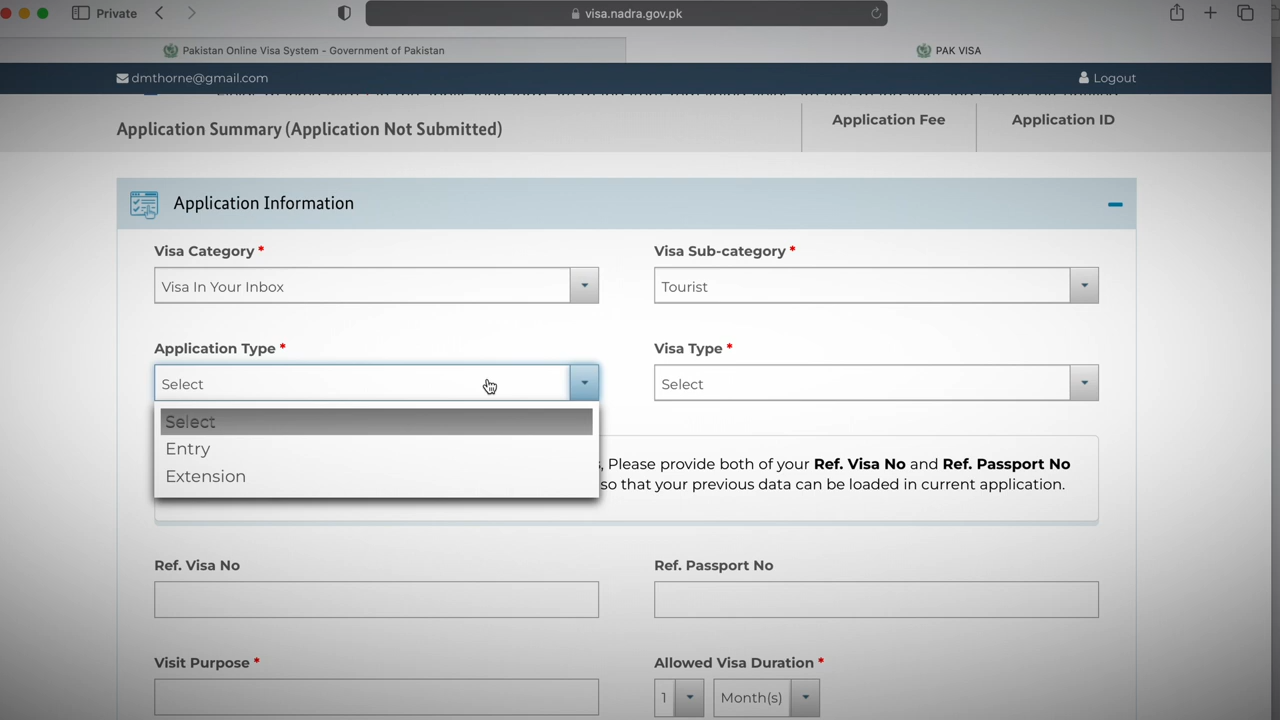 Private
visa.nadra.gov.pk
Pakistan Online Visa System - Government of Pakistan
PAK VISA
dmthorne@gmail.com
Logout
Application Summary (Application Not Submitted)
Application Fee
Application ID
Application Information
Visa Category *
Visa Sub-category *
Visa In Your Inbox
Tourist
Application Type *
Visa Type *
Select
Select
Select
Entry
Extension
, Please provide both of your Ref. Visa No and Ref. Passport No
so that your previous data can be loaded in current application.
Ref. Visa No
Ref. Passport No
Visit Purpose *
Allowed Visa Duration *
1
Month(s)